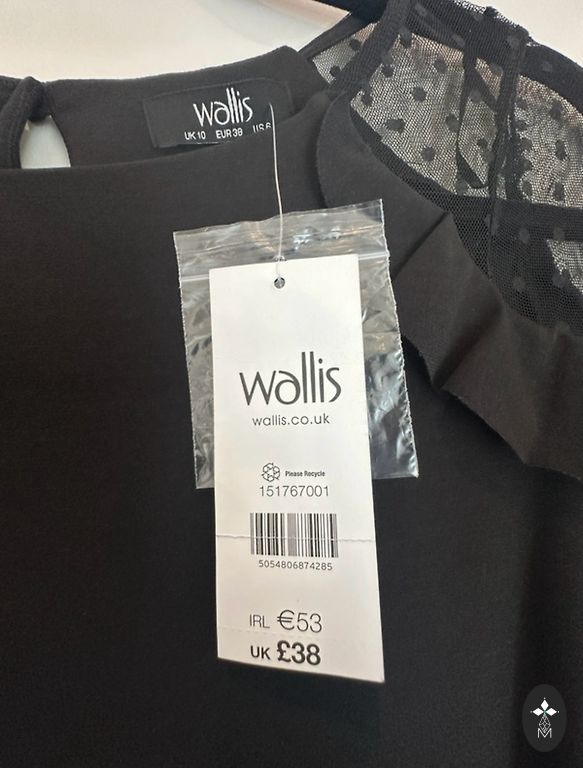 wallis
UK 10 EUR 38 US 6
wallis
wallis.co.uk
Please Recycle
151767001
5054806874285
IRL €53
UK £38
M